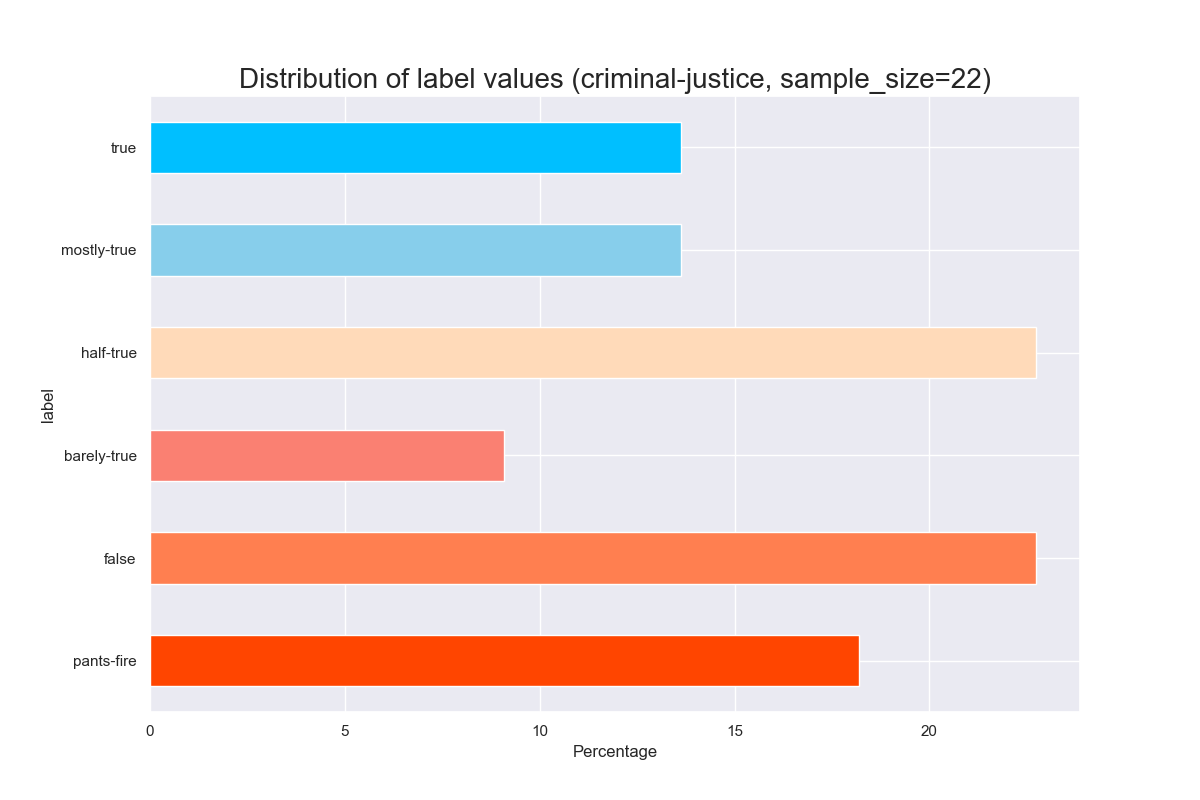 Distribution of label values (criminal-justice, sample_size=22)
true
mostly-true
half-true
barely-true
false
pants-fire
label
0 5 10 15 20
Percentage